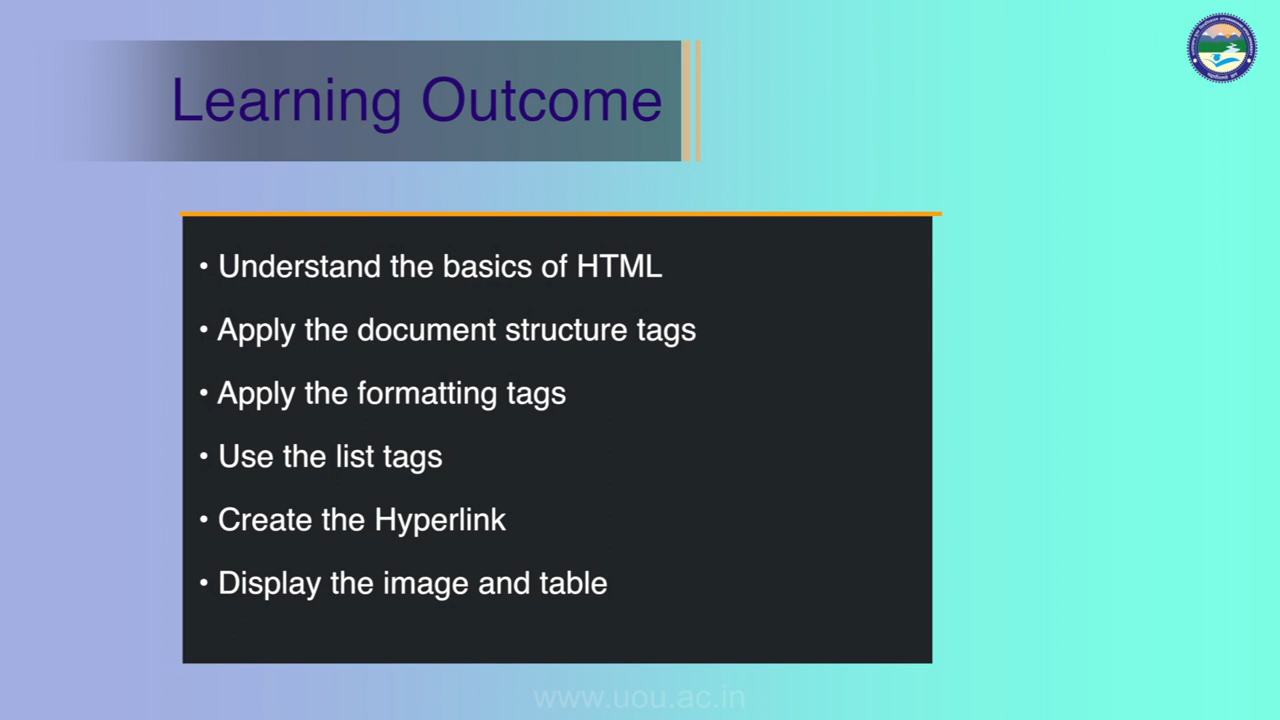 Learning Outcome
• Understand the basics of HTML
• Apply the document structure tags
• Apply the formatting tags
• Use the list tags
• Create the Hyperlink
• Display the image and table
www.uou.ac.in